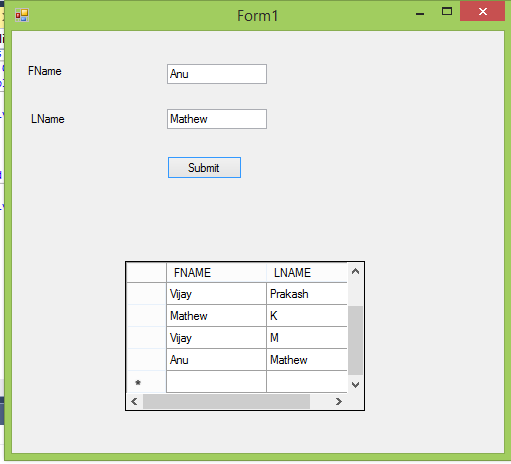 Form1
FName Anu
LName Mathew
Submit
FNAME LNAME
Vijay Prakash
Mathew K
Vijay M
Anu Mathew
*